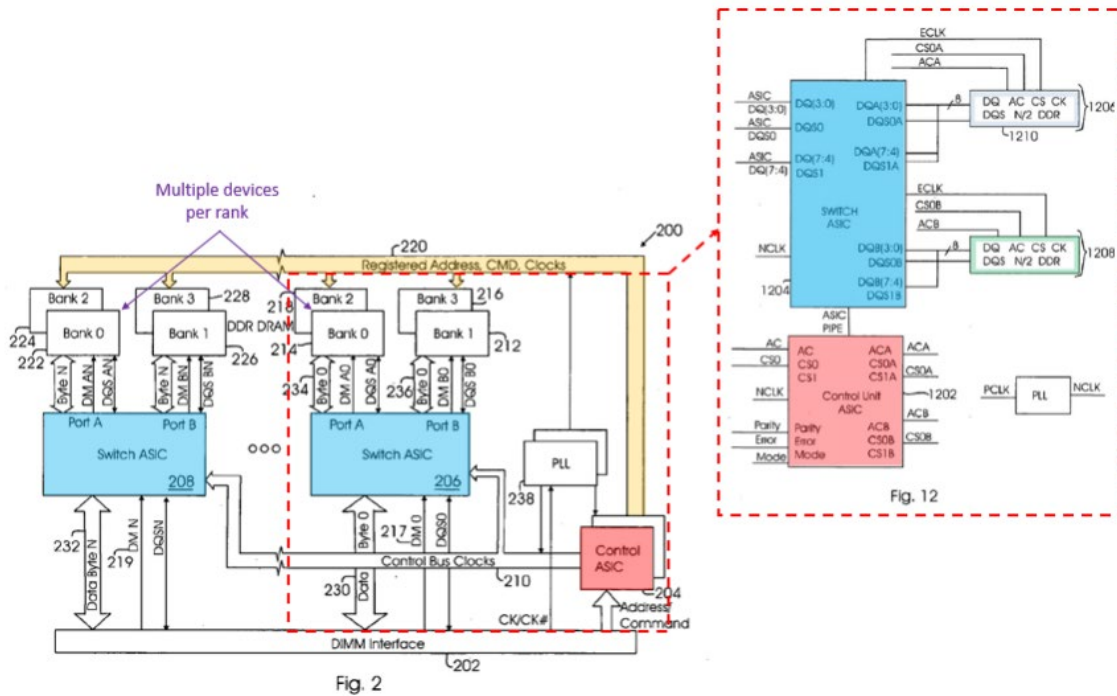 Multiple devices
per rank
200
220
Registered Address, CMD, Clocks
Bank 2
Bank 0
228
Bank 3
Bank 1
224
222
226
DDR DRAM
218
Bank 2
Bank 0
214
216
Bank 3
Bank 1
212
Byte N
DM AN
DQS AN
Byte N
DM BN
DQS BN
234
Byte 0
DM A0
DQS A0
236
Byte 0
DM B0
DQS B0
Port A
Port B
Switch ASIC
208
Port A
Port B
Switch ASIC
206
PLL
238
232
Data Byte N
219
DM N
DQSN
230
Data
Byte 0
217
DM 0
DQS0
Control Bus Clocks
210
Control
ASIC
204
Address/
Command
CK/CK#
DIMM Interface
202
Fig. 2
ECLK
CS0A
ACA
ASIC
DQ(3:0)
ASIC
DQS0
ASIC
DQ(7:4)
DQ(3:0)
DQS0
DQ(7:4)
DQS1
DQA(3:0)
DQS0A
DQA(7:4)
DQS1A
8
DQ AC CS CK
DQS N/2 DDR
1206
1210
ECLK
CS0B
ACB
SWITCH
ASIC
NCLK
1204
DQB(3:0)
DQS0B
DQB(7:4)
DQS1B
8
DQ AC CS CK
DQS N/2 DDR
1208
ASIC
PIPE
AC
CS0
NCLK
Parity
Error
Mode
AC
CS0
CS1
ACA
CS0A
CS1A
Control Unit
ASIC
Parity
Error
Mode
ACB
CS0B
CS1B
ACA
CS0A
1202
ACB
CS0B
PCLK
PLL
NCLK
Fig. 12